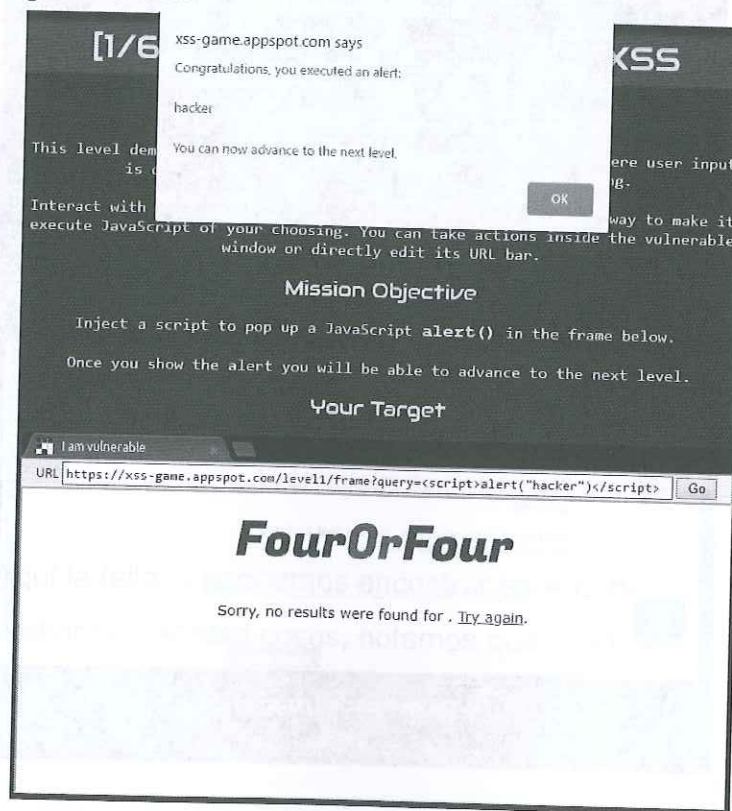 [1/6
XSS
xss-game.appspot.com says
Congratulations, you executed an alert:
hacker
You can now advance to the next level.
OK
This level dem
ere user input
is
g.
Interact with
way to make it
execute JavaScript of your choosing. You can take actions inside the vulnerable
window or directly edit its URL bar.
Mission Objective
Inject a script to pop up a JavaScript alert() in the frame below.
Once you show the alert you will be able to advance to the next level.
Your Target
I am vulnerable
URL https://xss-game.appspot.com/level1/frame?query=<script>alert("hacker")</script> Go
FourOrFour
Sorry, no results were found for . Try again.